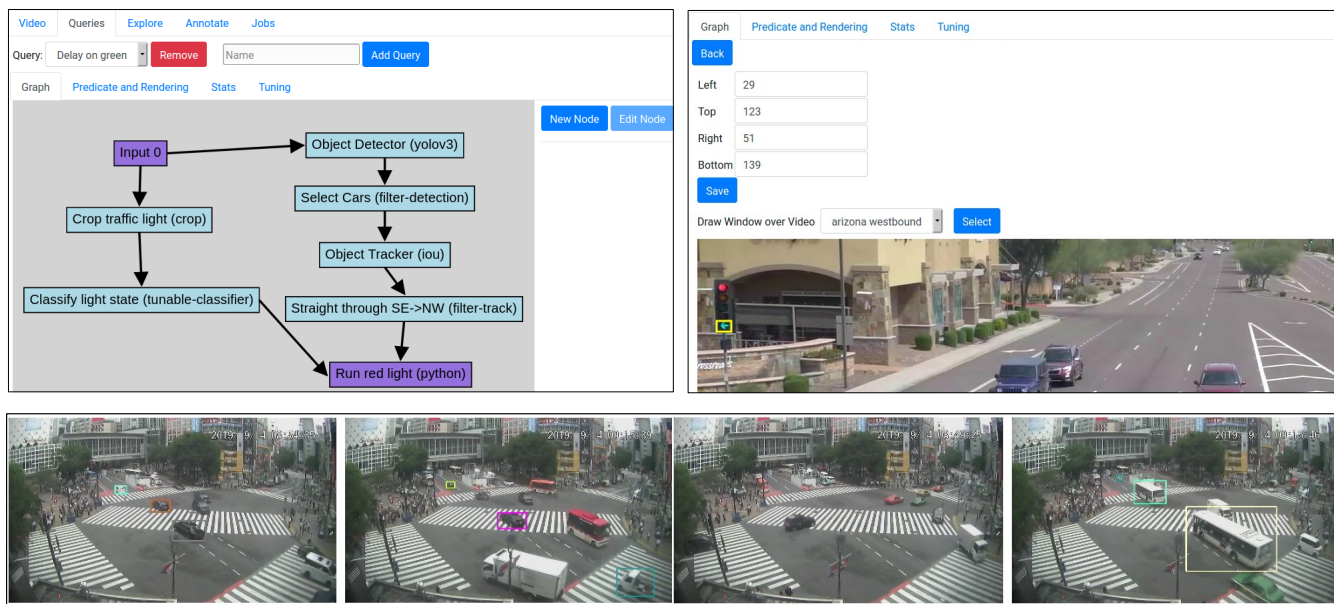 Video Queries Explore Annotate Jobs
Query: Delay on green Remove Name Add Query
Graph Predicate and Rendering Stats Tuning
New Node Edit Node
Input 0
Object Detector (yolov3)
Select Cars (filter-detection)
Crop traffic light (crop)
Object Tracker (iou)
Classify light state (tunable-classifier)
Straight through SE->NW (filter-track)
Run red light (python)
Graph Predicate and Rendering Stats Tuning
Back
Left 29
Top 123
Right 51
Bottom 139
Save
Draw Window over Video arizona westbound Select